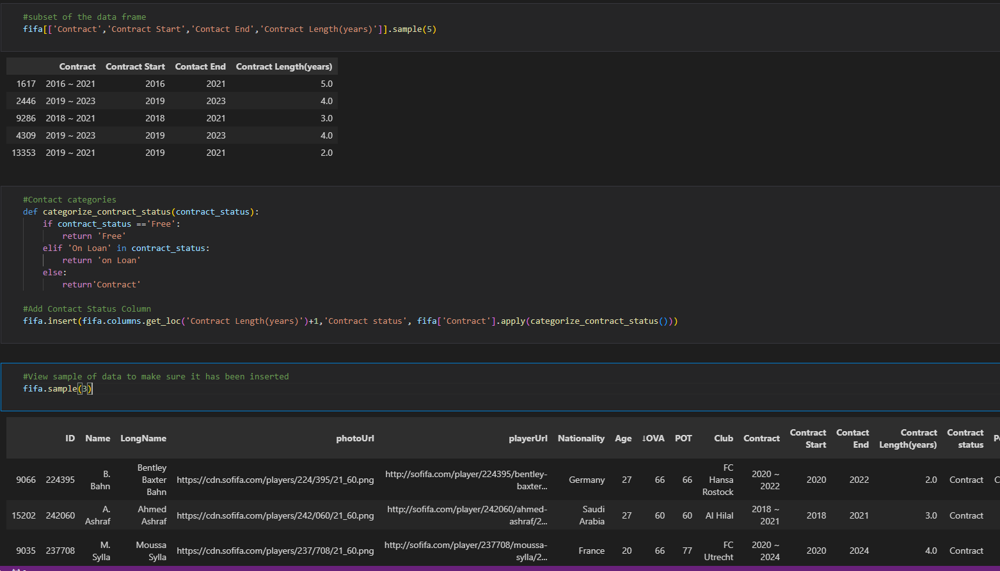 #subset of the data frame
fifa[['Contract','Contract Start','Contact End','Contract Length(years)']].sample(5)
Contract Contract Start Contact End Contract Length(years)
1617 2016 ~ 2021 2016 2021 5.0
2446 2019 ~ 2023 2019 2023 4.0
9286 2018 ~ 2021 2018 2021 3.0
4309 2019 ~ 2023 2019 2023 4.0
13353 2019 ~ 2021 2019 2021 2.0
#Contact categories
def categorize_contract_status(contract_status):
if contract_status =='Free':
return 'Free'
elif 'On Loan' in contract_status:
return 'on Loan'
else:
return'Contract'
#Add Contact Status Column
fifa.insert(fifa.columns.get_loc('Contract Length(years)')+1,'Contract status', fifa['Contract'].apply(categorize_contract_status()))
#View sample of data to make sure it has been inserted
fifa.sample(3)
ID Name LongName photoUrl playerUrl Nationality Age ↓OVA POT Club Contract Contract Start Contact End Contract Length(years) Contract status
9066 224395 B. Bahn Bentley Baxter Bahn https://cdn.sofifa.com/players/224/395/21_60.png http://sofifa.com/player/224395/bentley-baxter... Germany 27 66 66 FC Hansa Rostock 2020 ~ 2022 2020 2022 2.0 Contract
15202 242060 A. Ashraf Ahmed Ashraf https://cdn.sofifa.com/players/242/060/21_60.png http://sofifa.com/player/242060/ahmed-ashraf/2... Saudi Arabia 27 60 60 Al Hilal 2018 ~ 2021 2018 2021 3.0 Contract
9035 237708 M. Sylla Moussa Sylla https://cdn.sofifa.com/players/237/708/21_60.png http://sofifa.com/player/237708/moussa-sylla/2... France 20 66 77 FC Utrecht 2020 ~ 2024 2020 2024 4.0 Contract